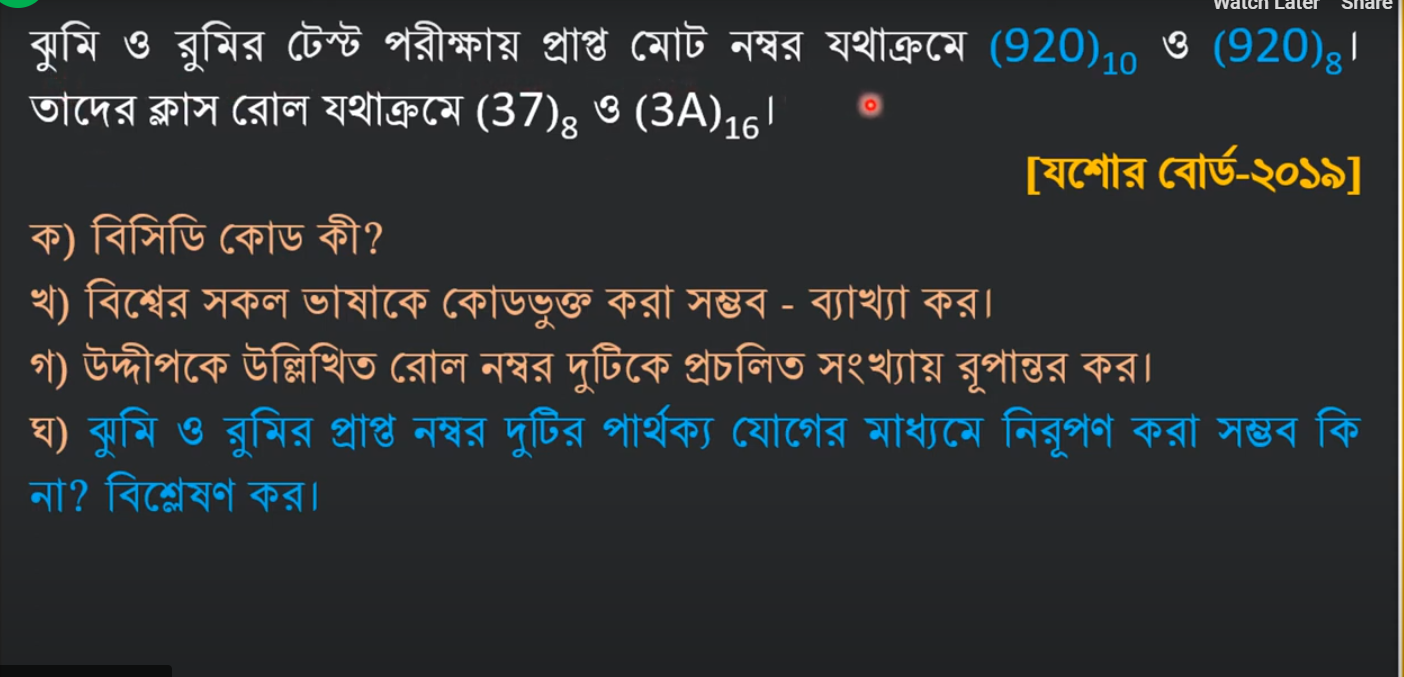 Watch Later Share
ঝুমি ও রুমির টেস্ট পরীক্ষায় প্রাপ্ত মোট নম্বর যথাক্রমে (920)₁₀ ও (920)₈।
তাদের ক্লাস রোল যথাক্রমে (37)₈ ও (3A)₁₆।
[যশোর বোর্ড-২০১৯]
ক) বিসিডি কোড কী?
খ) বিশ্বের সকল ভাষাকে কোডভুক্ত করা সম্ভব - ব্যাখ্যা কর।
গ) উদ্দীপকে উল্লিখিত রোল নম্বর দুটিকে প্রচলিত সংখ্যায় রূপান্তর কর।
ঘ) ঝুমি ও রুমির প্রাপ্ত নম্বর দুটির পার্থক্য যোগের মাধ্যমে নিরূপণ করা সম্ভব কি
না? বিশ্লেষণ কর।